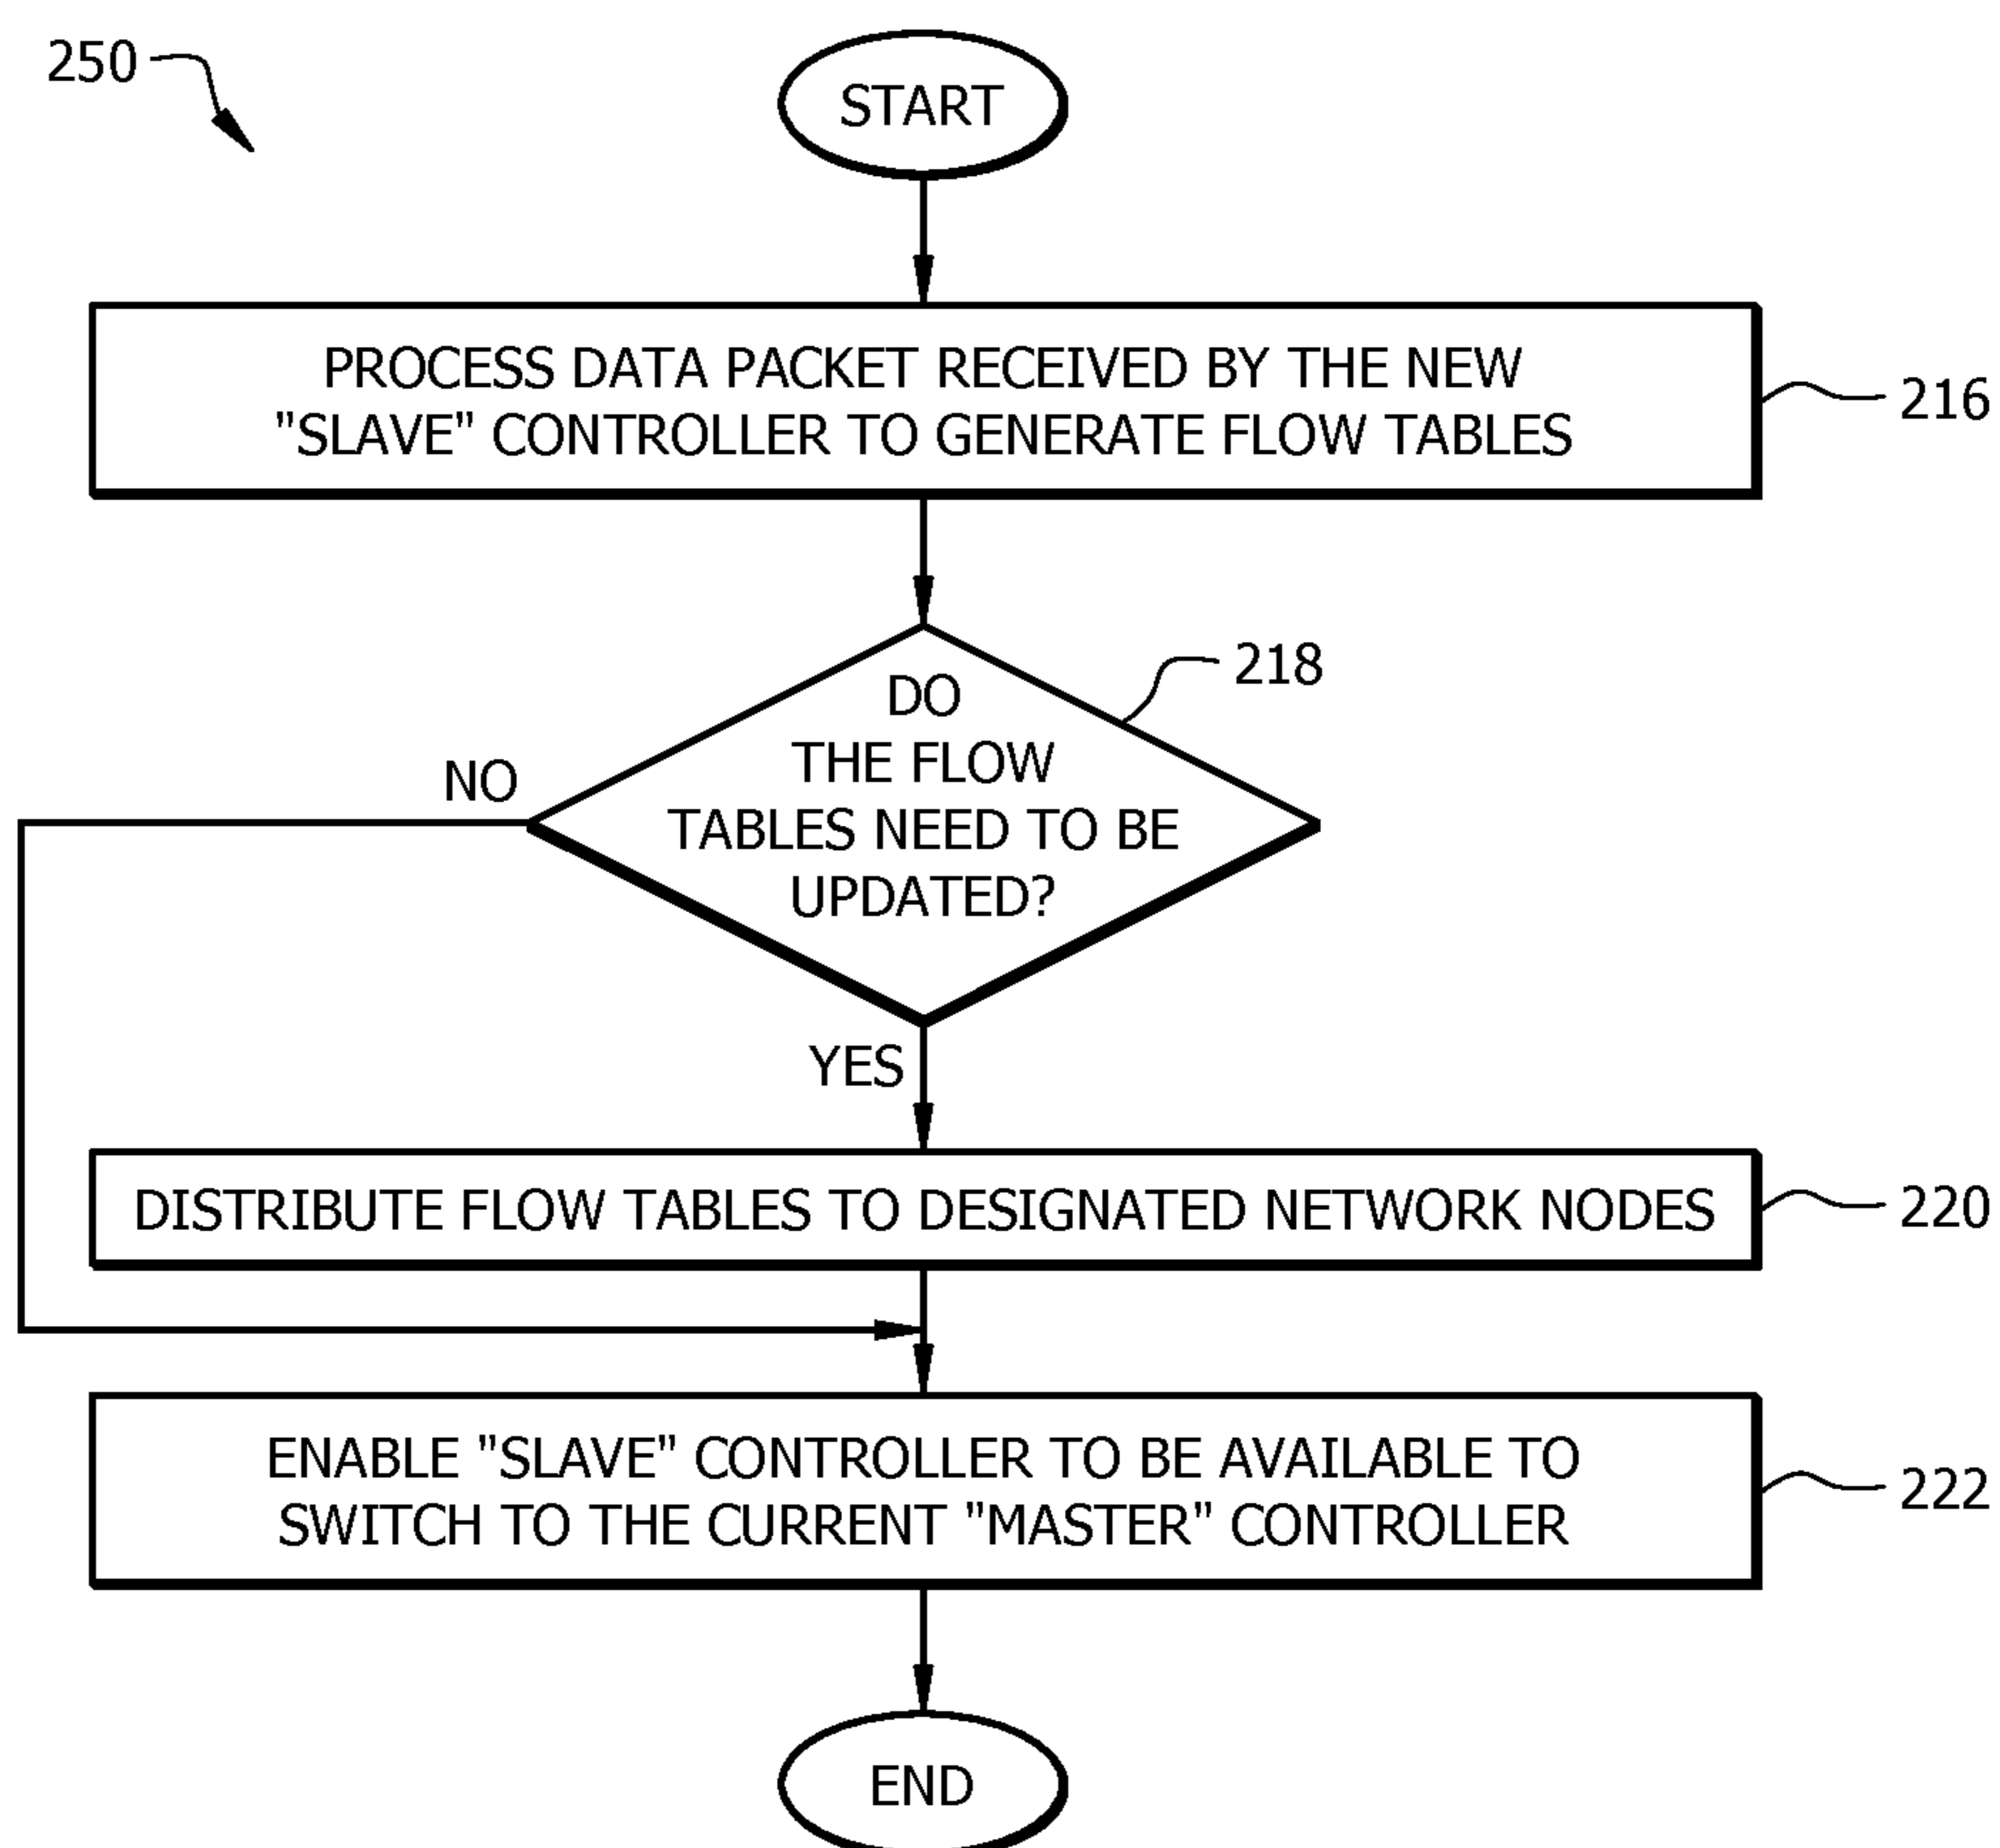 250
START
PROCESS DATA PACKET RECEIVED BY THE NEW
"SLAVE" CONTROLLER TO GENERATE FLOW TABLES
216
218
DO
THE FLOW
TABLES NEED TO BE
UPDATED?
NO
YES
DISTRIBUTE FLOW TABLES TO DESIGNATED NETWORK NODES
220
ENABLE "SLAVE" CONTROLLER TO BE AVAILABLE TO
SWITCH TO THE CURRENT "MASTER" CONTROLLER
222
END